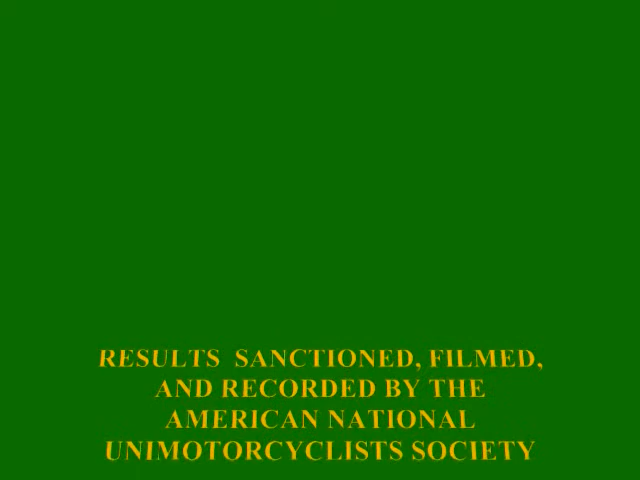 RESULTS  SANCTIONED, FILMED,
AND RECORDED BY THE
AMERICAN NATIONAL
UNIMOTORCYCLISTS SOCIETY